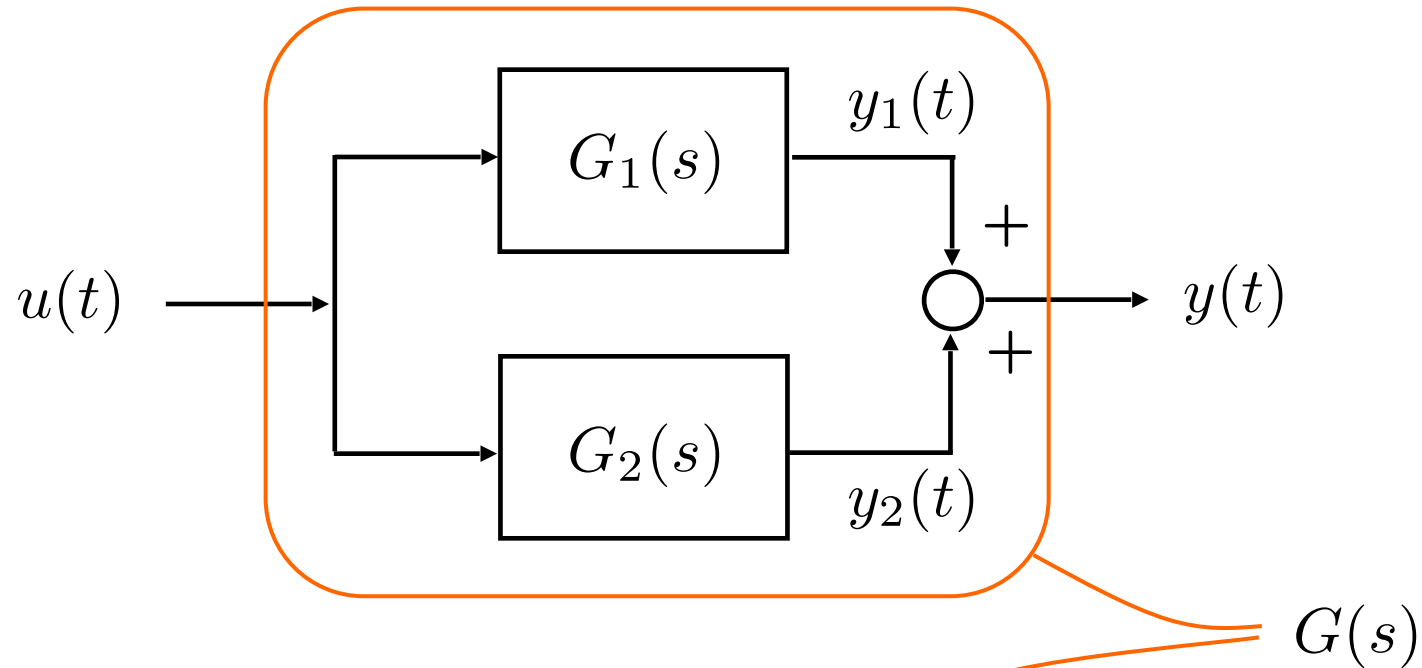 y₁(t)
G₁(s)
+
u(t)
y(t)
+
G₂(s)
y₂(t)
G(s)